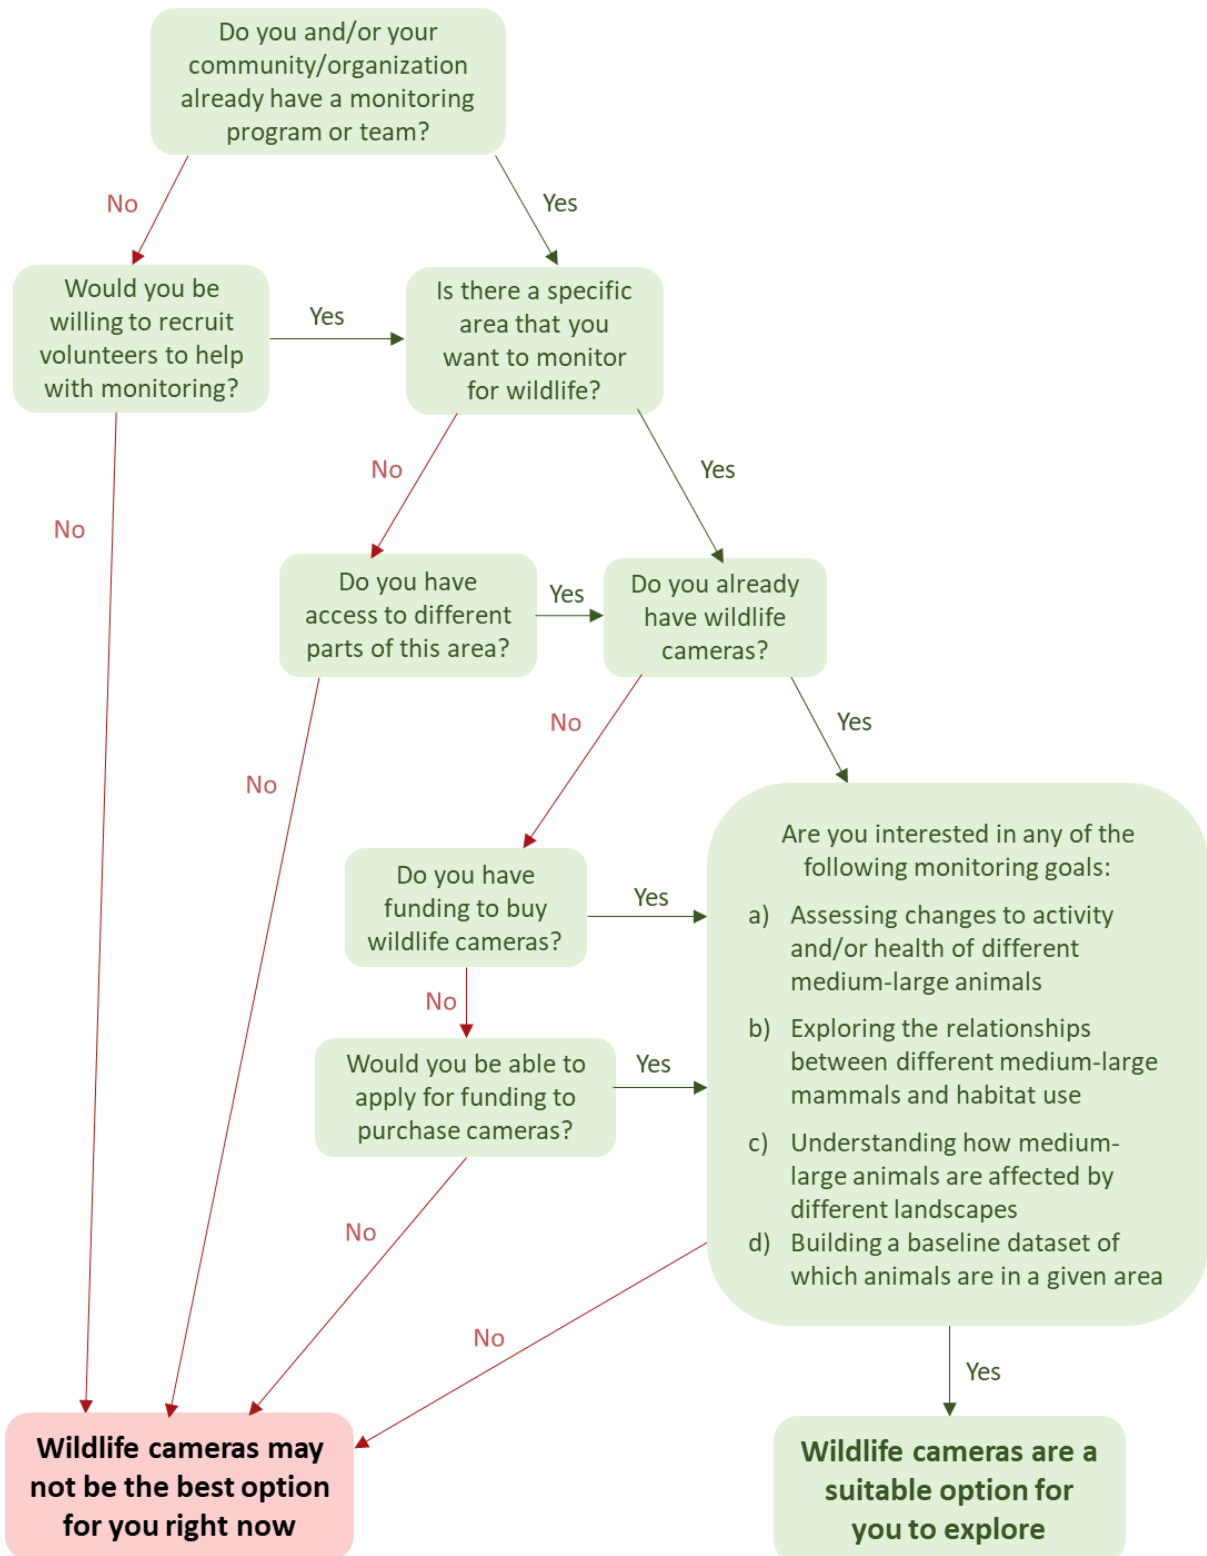 Do you and/or your
community/organization
already have a monitoring
program or team?
No
Yes
Would you be
willing to recruit
volunteers to help
with monitoring?
Yes
Is there a specific
area that you
want to monitor
for wildlife?
No
No
Yes
Do you have
access to different
parts of this area?
Yes
Do you already
have wildlife
cameras?
No
No
Yes
Do you have
funding to buy
wildlife cameras?
Yes
No
Would you be able to
apply for funding to
purchase cameras?
Yes
No
Are you interested in any of the
following monitoring goals:
a) Assessing changes to activity
and/or health of different
medium-large animals
b) Exploring the relationships
between different medium-large
mammals and habitat use
c) Understanding how medium-
large animals are affected by
different landscapes
d) Building a baseline dataset of
which animals are in a given area
No
Yes
Wildlife cameras may
not be the best option
for you right now
Wildlife cameras are a
suitable option for
you to explore